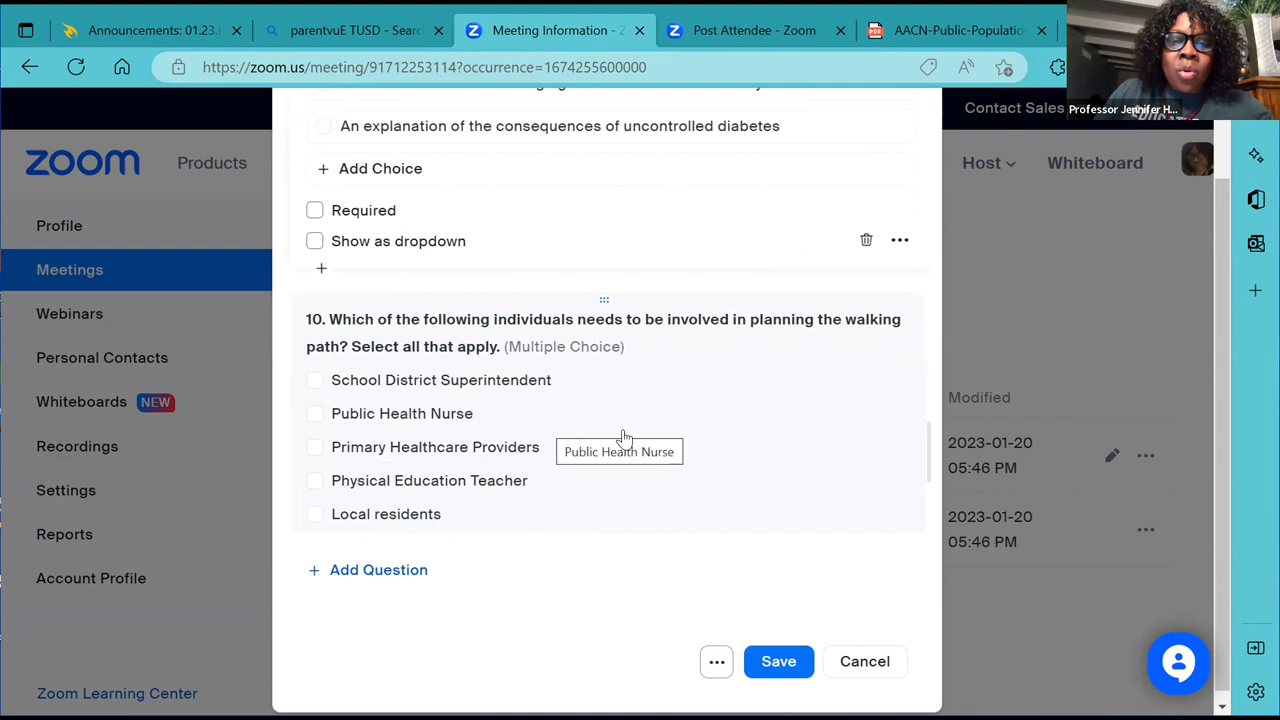 Announcements: 01.23.
parentvuE TUSD - Searc
Meeting Information - Z
Post Attendee - Zoom
PDF
AACN-Public-Populatio
https://zoom.us/meeting/91712253114?occurrence=1674255600000
Professor Jennifer H...
Contact Sales
zoom
Products
Host
Whiteboard
Profile
Meetings
Webinars
Personal Contacts
Whiteboards NEW
Recordings
Settings
Reports
Account Profile
Zoom Learning Center
An explanation of the consequences of uncontrolled diabetes
+ Add Choice
Required
Show as dropdown
+
10. Which of the following individuals needs to be involved in planning the walking
path? Select all that apply. (Multiple Choice)
School District Superintendent
Public Health Nurse
Primary Healthcare Providers
Public Health Nurse
Physical Education Teacher
Local residents
+ Add Question
Save
Cancel
Modified
2023-01-20
05:46 PM
2023-01-20
05:46 PM